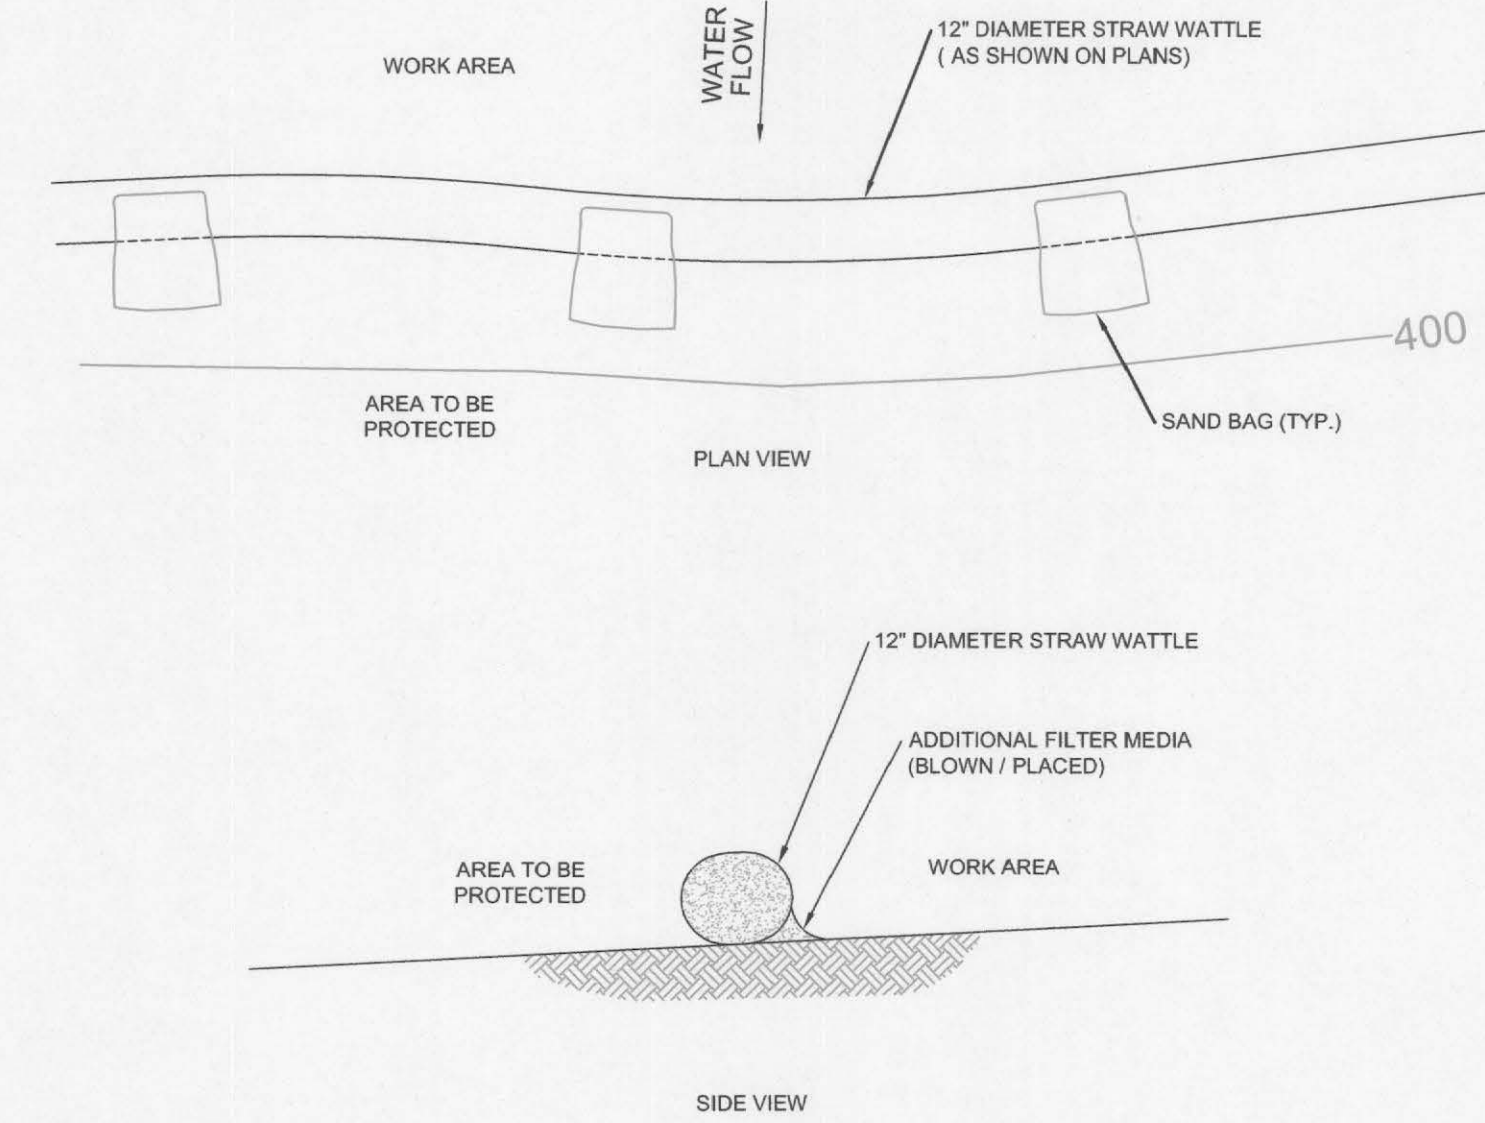 WORK AREA
WATER
FLOW
12" DIAMETER STRAW WATTLE
( AS SHOWN ON PLANS)
400
AREA TO BE
PROTECTED
SAND BAG (TYP.)
PLAN VIEW
12" DIAMETER STRAW WATTLE
ADDITIONAL FILTER MEDIA
(BLOWN / PLACED)
AREA TO BE
PROTECTED
WORK AREA
SIDE VIEW